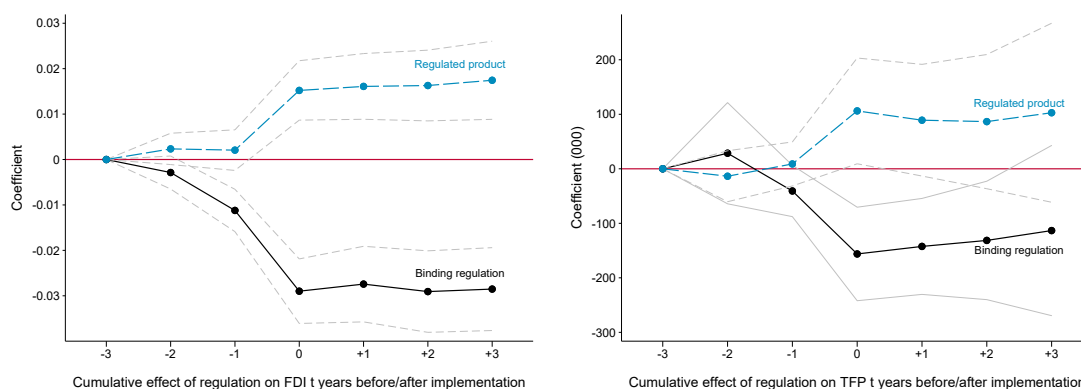 0.03
0.02
0.01
0
-0.01
-0.02
-0.03
Coefficient
Regulated product
Binding regulation
-3 -2 -1 0 +1 +2 +3
Cumulative effect of regulation on FDI t years before/after implementation
200
100
0
-100
-200
-300
Coefficient (000)
Regulated product
Binding regulation
-3 -2 -1 0 +1 +2 +3
Cumulative effect of regulation on TFP t years before/after implementation